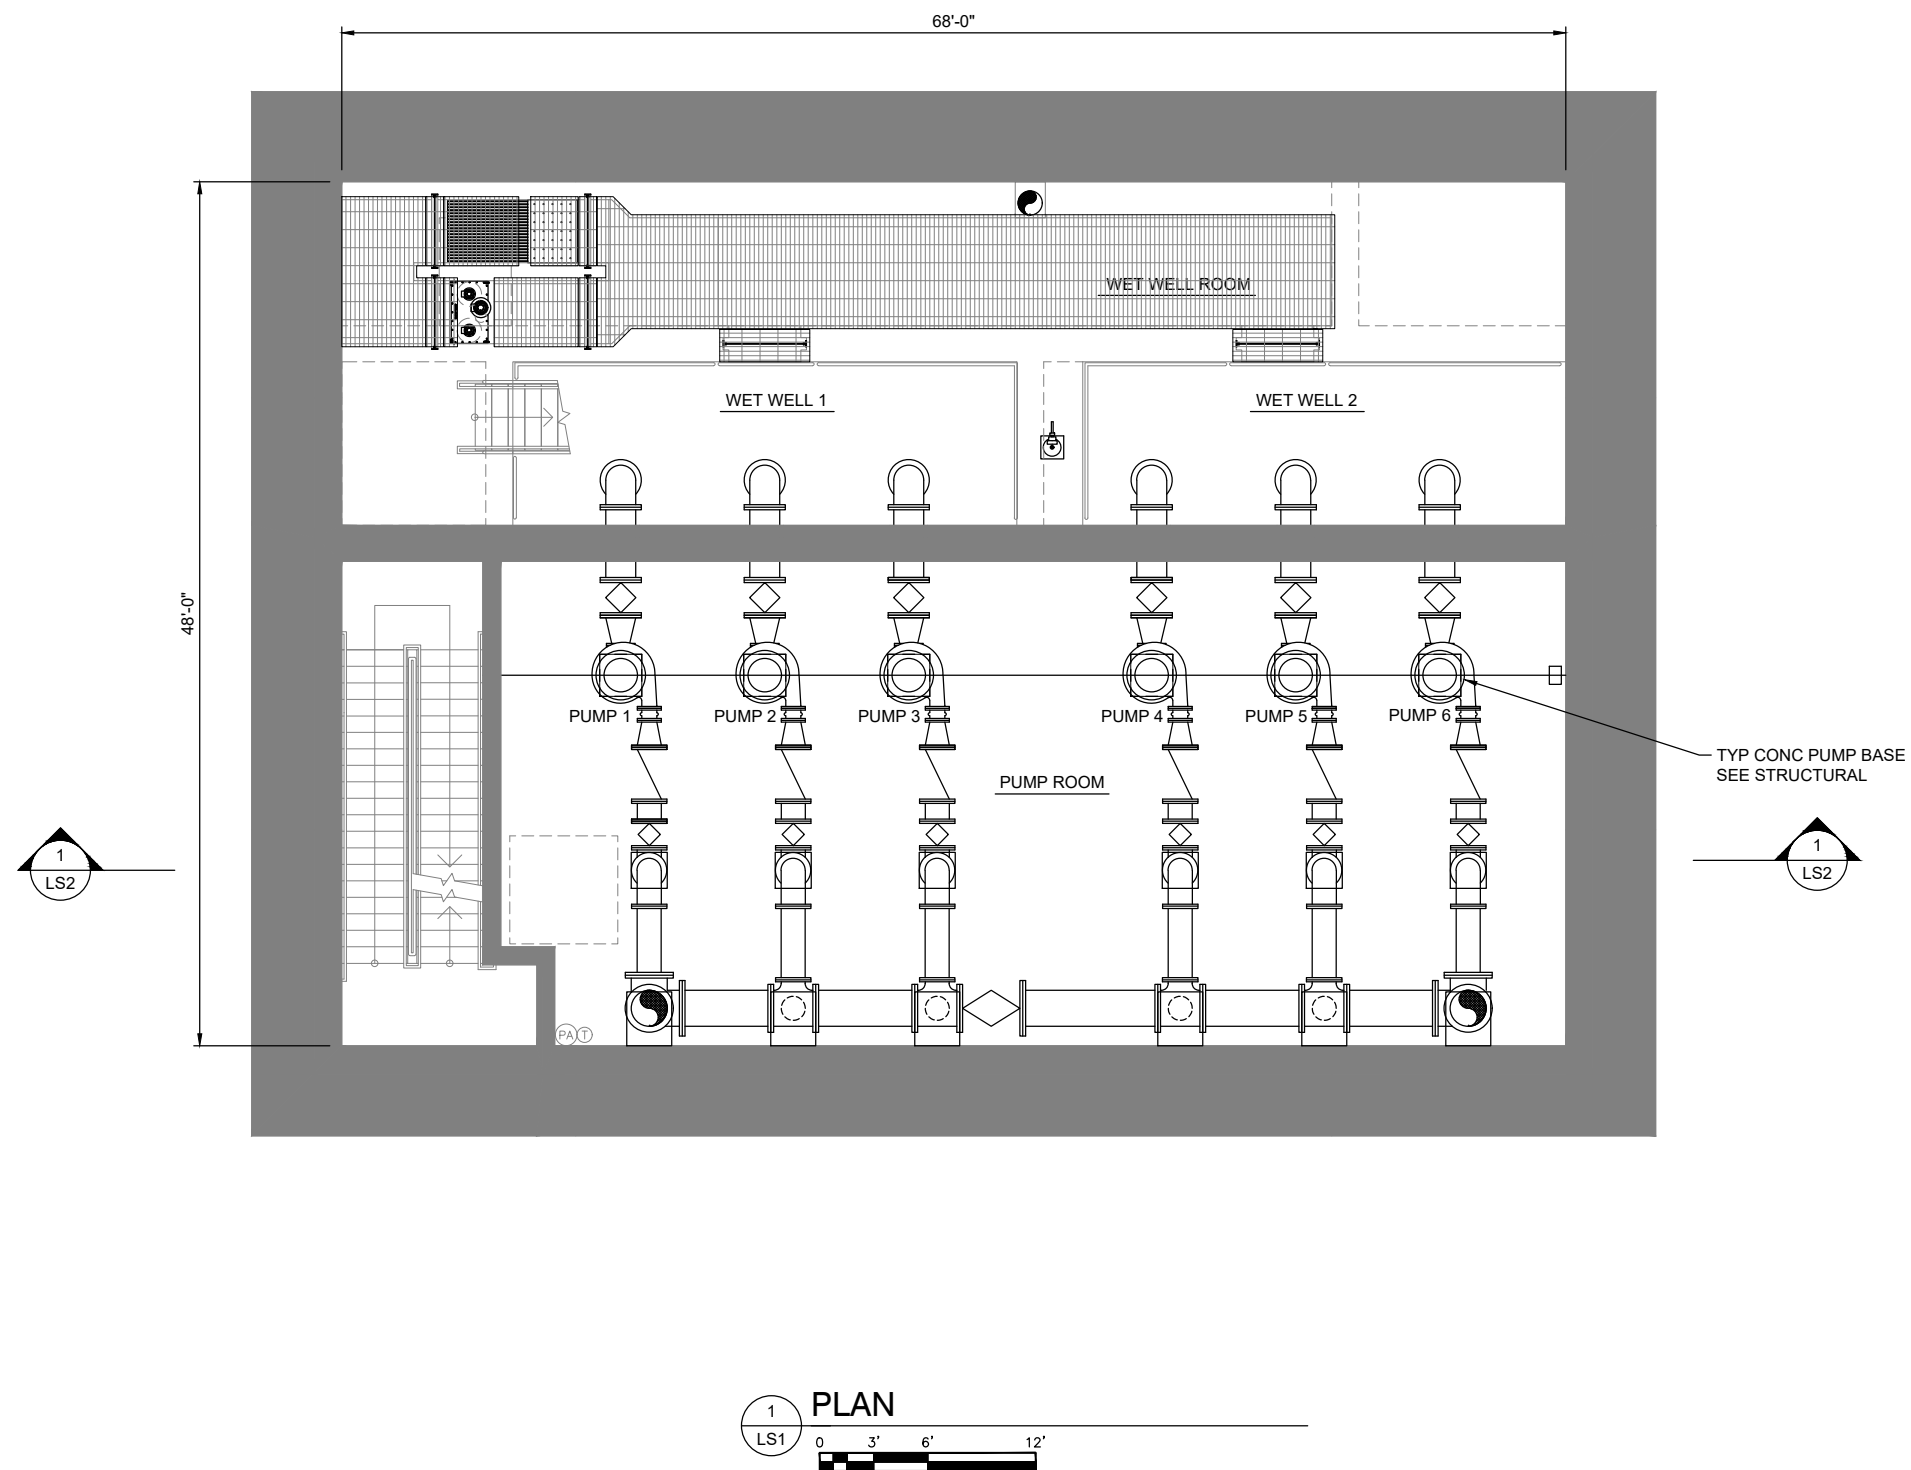 68'-0"
WET WELL ROOM
WET WELL 1
WET WELL 2
48'-0"
PUMP 1
PUMP 2
PUMP 3
PUMP 4
PUMP 5
PUMP 6
TYP CONC PUMP BASE
SEE STRUCTURAL
PUMP ROOM
1
LS2
1
LS2
PA
T
1
LS1
PLAN
0
3'
6'
12'